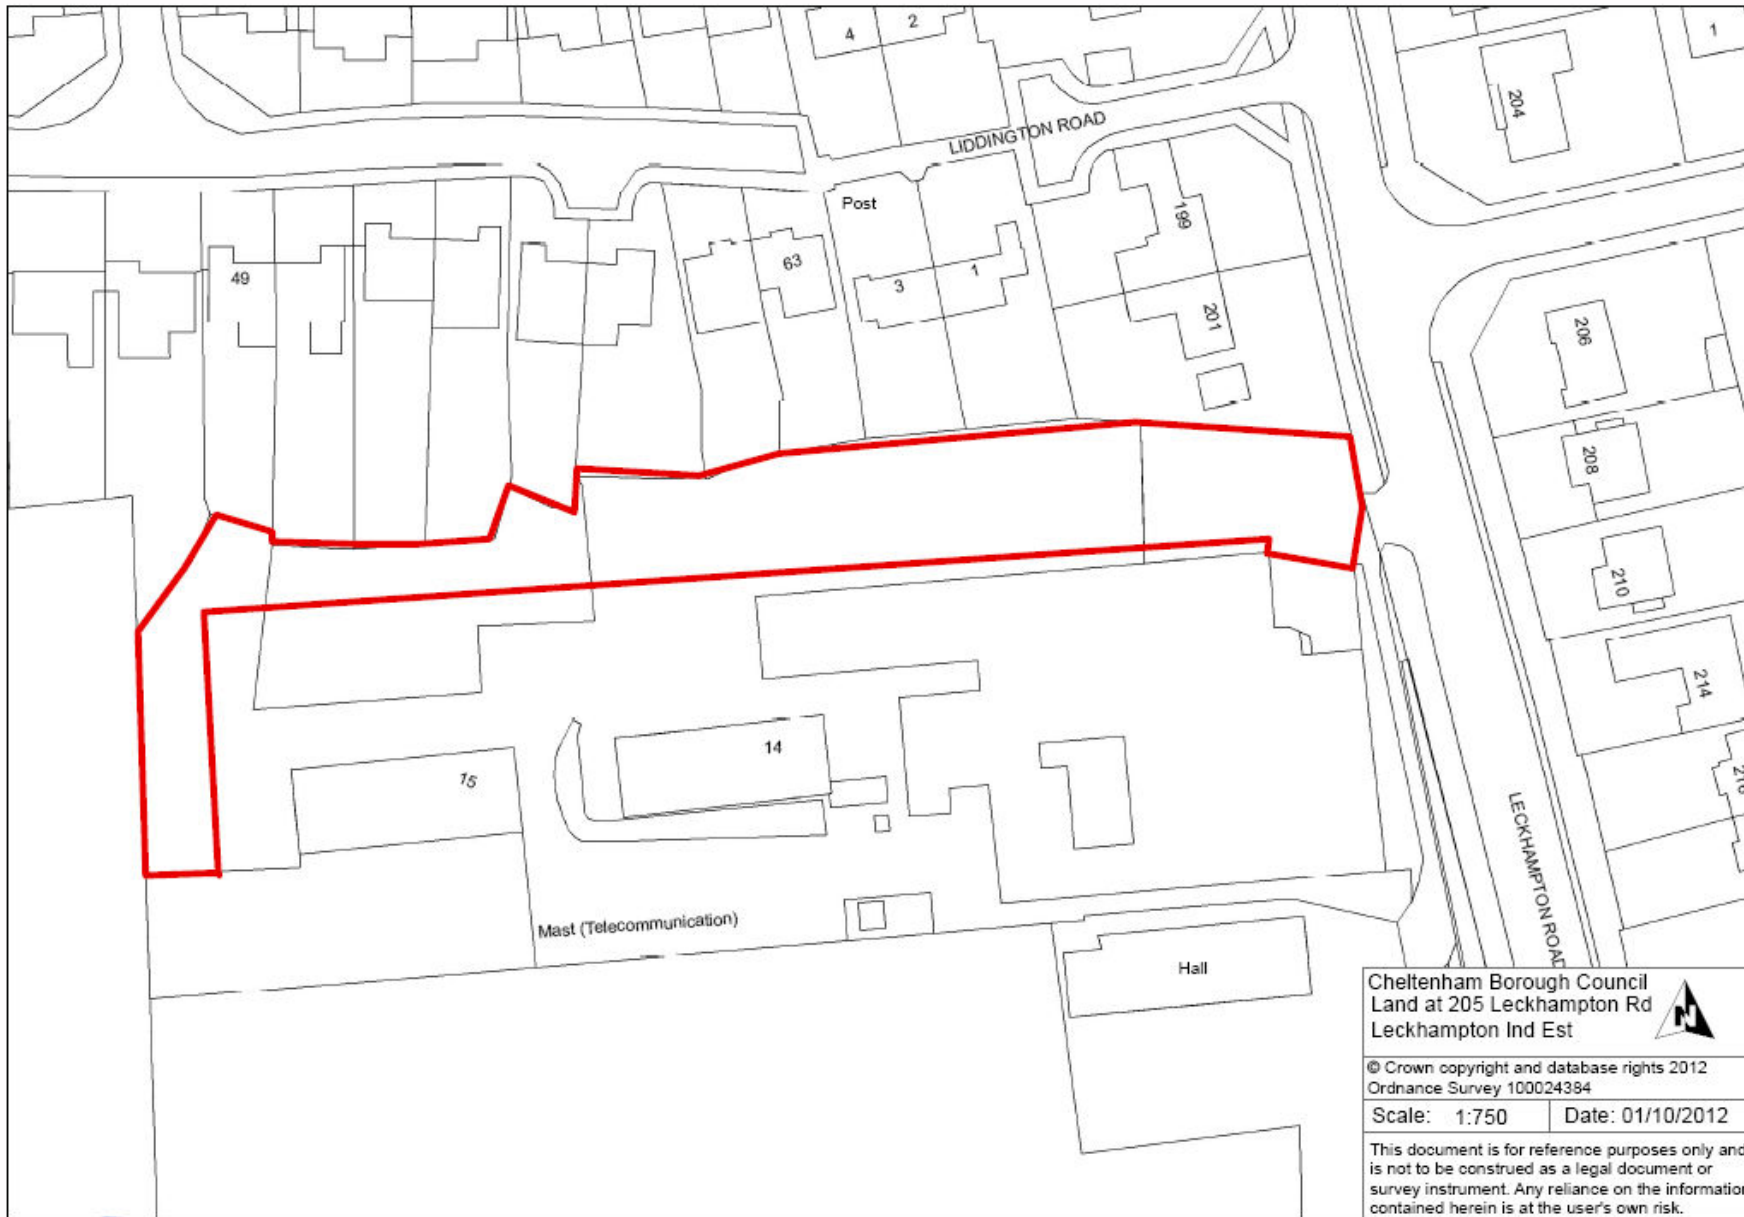 4
2
1
204
LIDDINGTON ROAD
Post
199
49
63
3
1
201
206
208
210
214
216
15
14
LECKHAMPTON ROAD
Mast (Telecommunication)
Hall
Cheltenham Borough Council
Land at 205 Leckhampton Rd
Leckhampton Ind Est
N
© Crown copyright and database rights 2012
Ordnance Survey 100024384
Scale: 1:750
Date: 01/10/2012
This document is for reference purposes only and
is not to be construed as a legal document or
survey instrument. Any reliance on the information
contained herein is at the user's own risk.